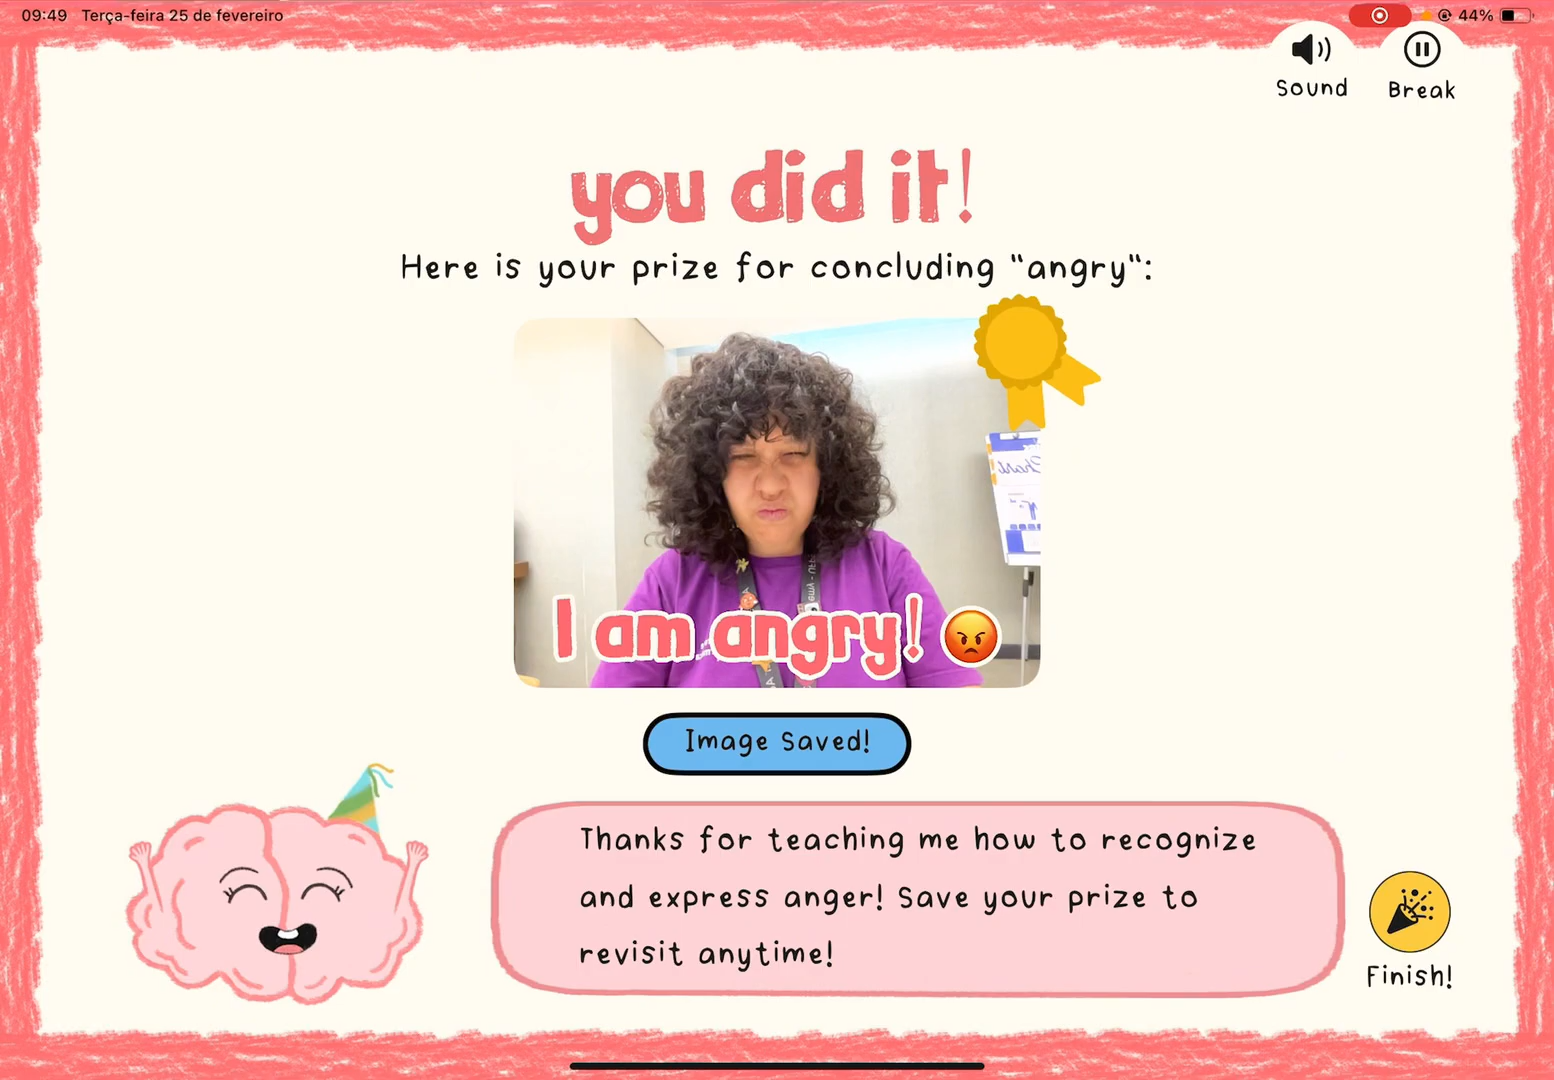 09:49 Terça-feira 25 de fevereiro
44%
Sound
Break
you did it!
Here is your prize for concluding "angry":
I am angry!
Image Saved!
Thanks for teaching me how to recognize
and express anger! Save your prize to
revisit anytime!
Finish!